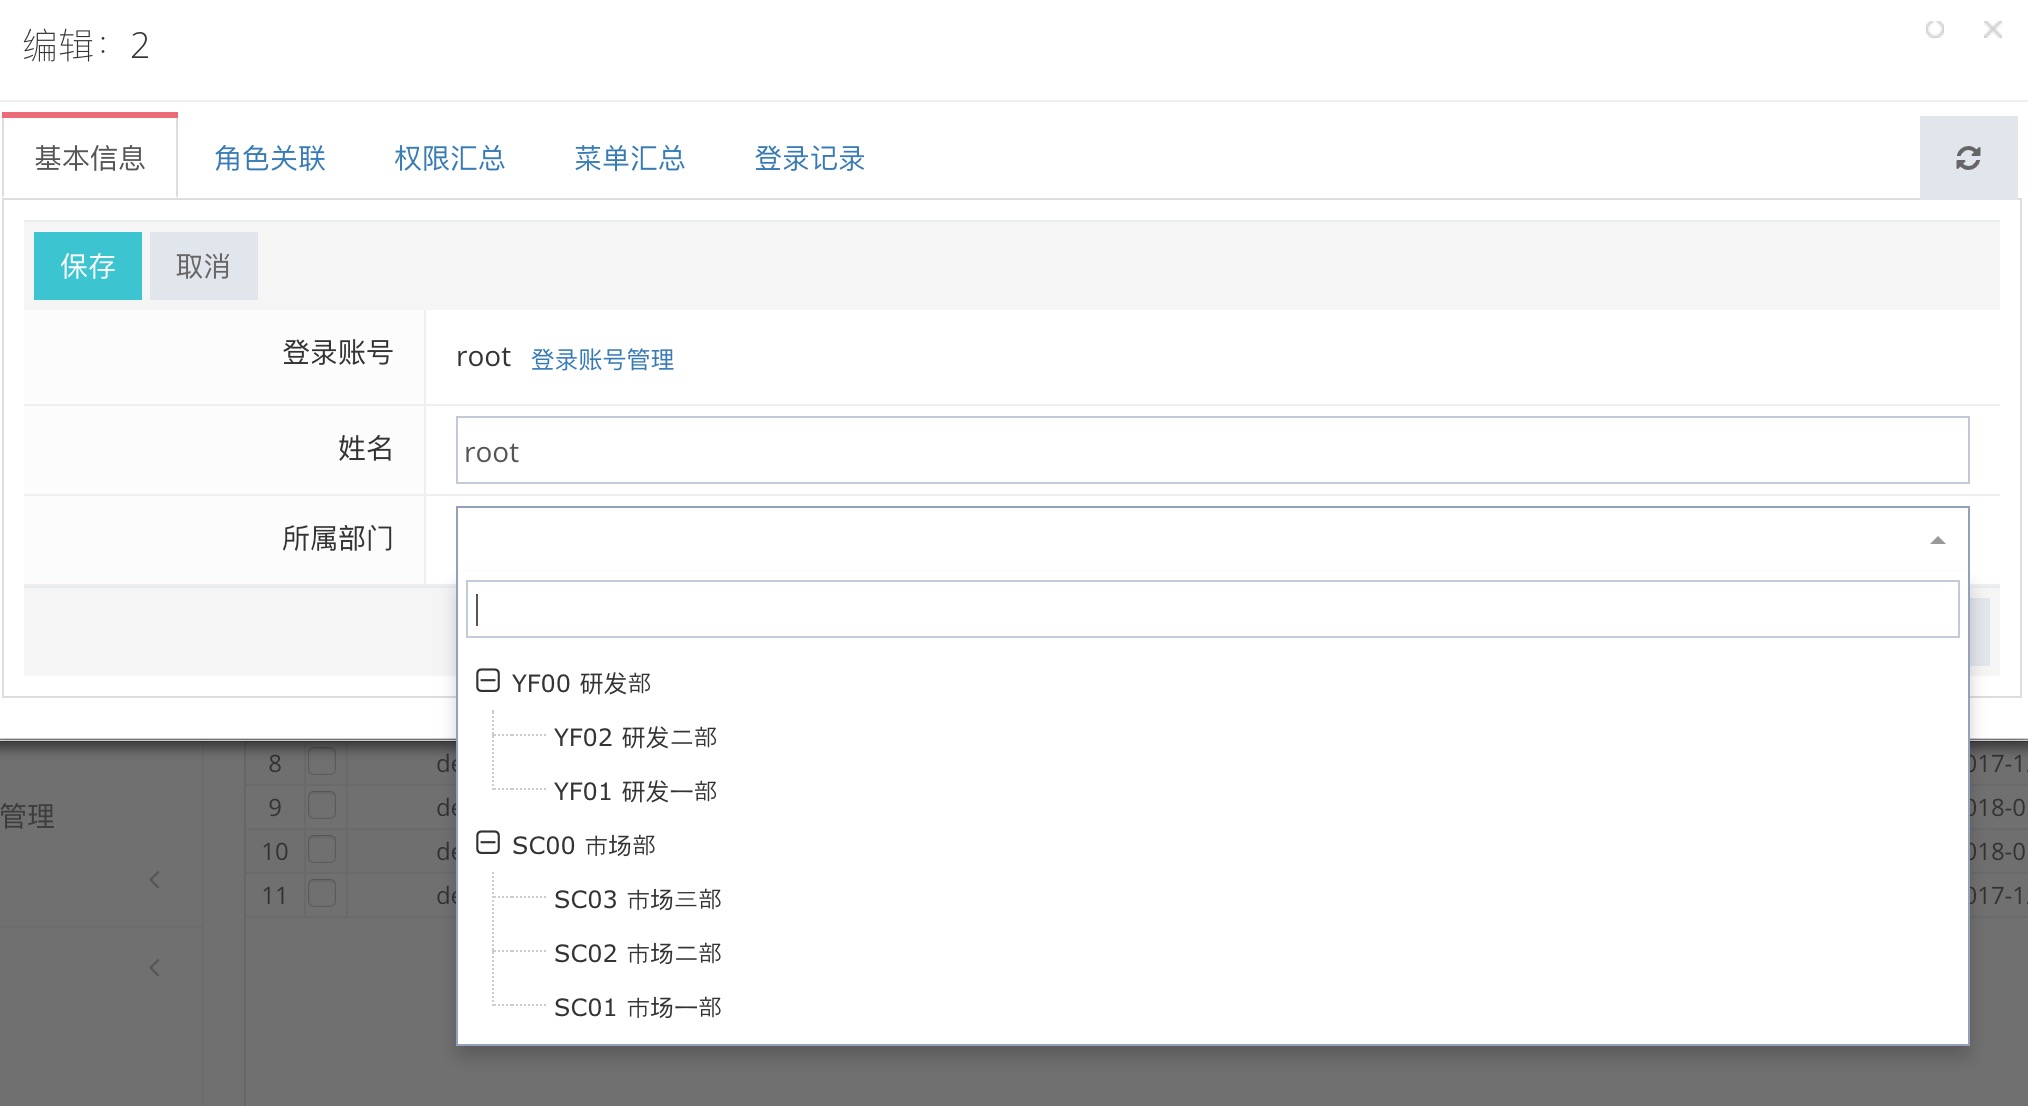 编辑：2
基本信息 角色关联 权限汇总 菜单汇总 登录记录
保存 取消
登录账号 root 登录账号管理
姓名 root
所属部门
YF00 研发部
YF02 研发二部
YF01 研发一部
SC00 市场部
SC03 市场三部
SC02 市场二部
SC01 市场一部
8 de 017-1
管理
9 de 018-0
10 de 018-0
11 de 017-1